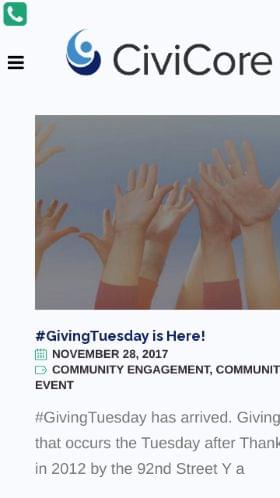 CiviCore
#GivingTuesday is Here!
NOVEMBER 28, 2017
COMMUNITY ENGAGEMENT, COMMUNIT
EVENT
#GivingTuesday has arrived. Giving
that occurs the Tuesday after Thank
in 2012 by the 92nd Street Y a